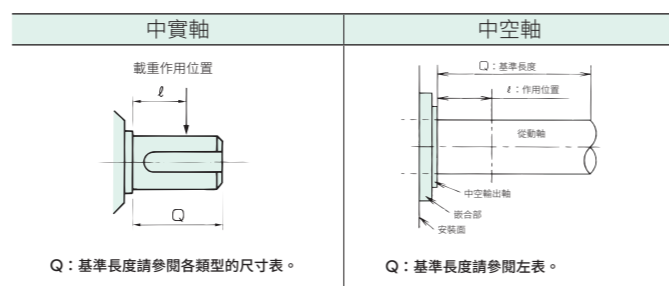 中實軸
中空軸
載重作用位置
ℓ
Q
Q：基準長度請參閱各類型的尺寸表。
Q：基準長度
ℓ：作用位置
從動軸
中空輸出軸
嵌合部
安裝面
Q：基準長度請參閱左表。